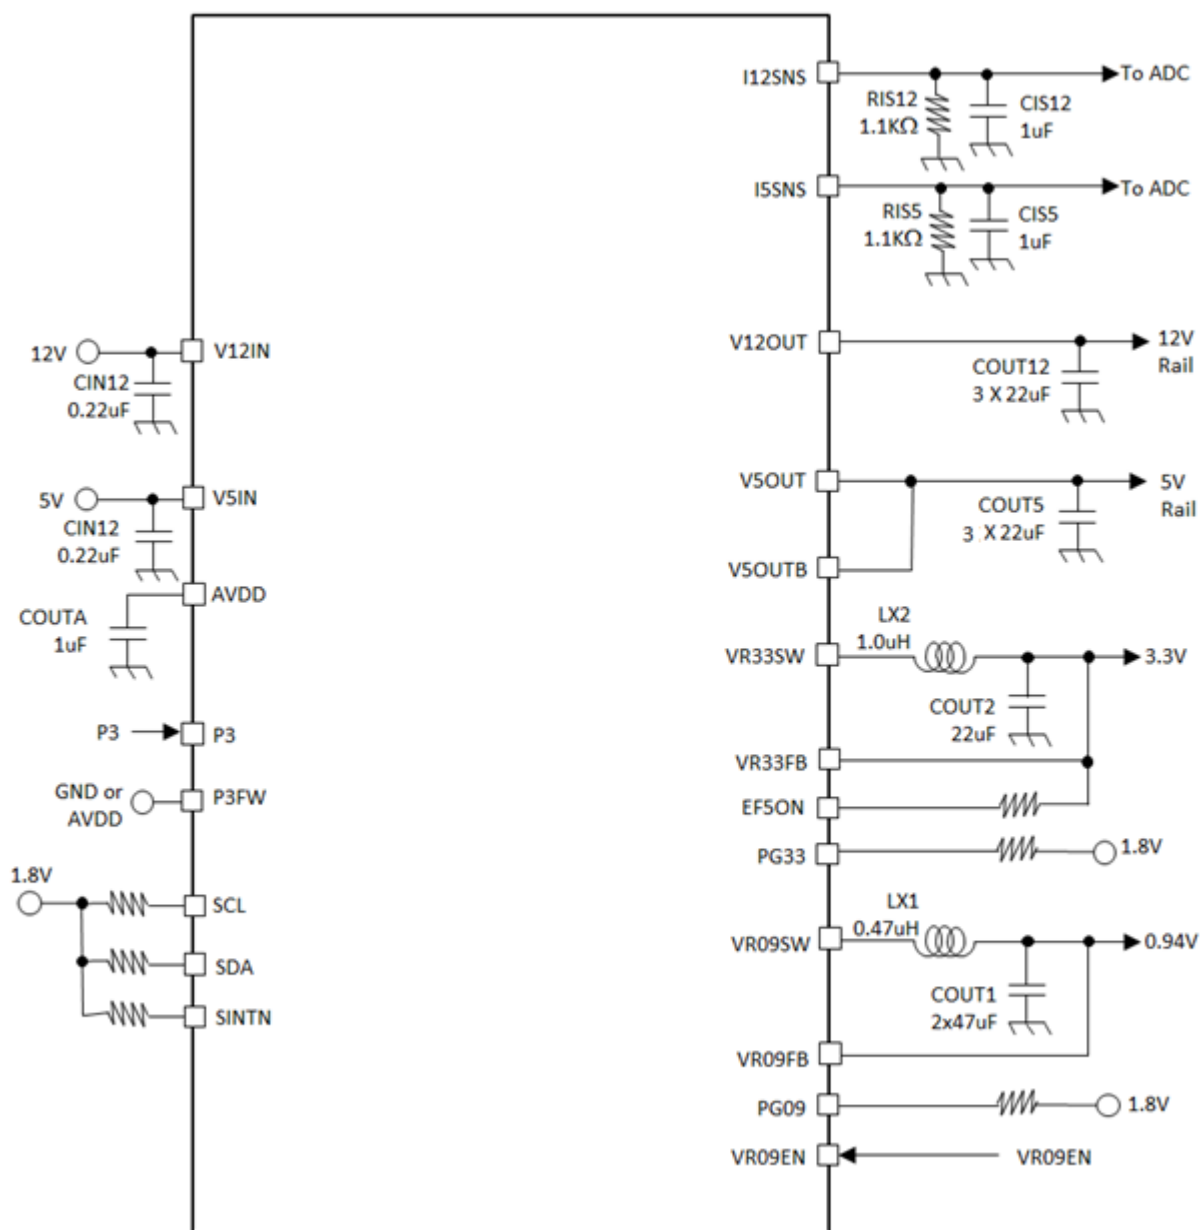 I12SNS
To ADC
RIS12
1.1KΩ
CIS12
1uF
I5SNS
To ADC
RIS5
1.1KΩ
CIS5
1uF
12V
V12IN
CIN12
0.22uF
V12OUT
12V
Rail
COUT12
3 X 22uF
5V
V5IN
CIN12
0.22uF
V5OUT
5V
Rail
COUT5
3 X 22uF
V5OUTB
AVDD
COUTA
1uF
LX2
1.0uH
VR33SW
3.3V
COUT2
22uF
P3
P3
VR33FB
GND or
AVDD
P3FW
EF5ON
PG33
1.8V
1.8V
SCL
LX1
0.47uH
VR09SW
0.94V
SDA
COUT1
2x47uF
SINTN
VR09FB
PG09
1.8V
VR09EN
VR09EN